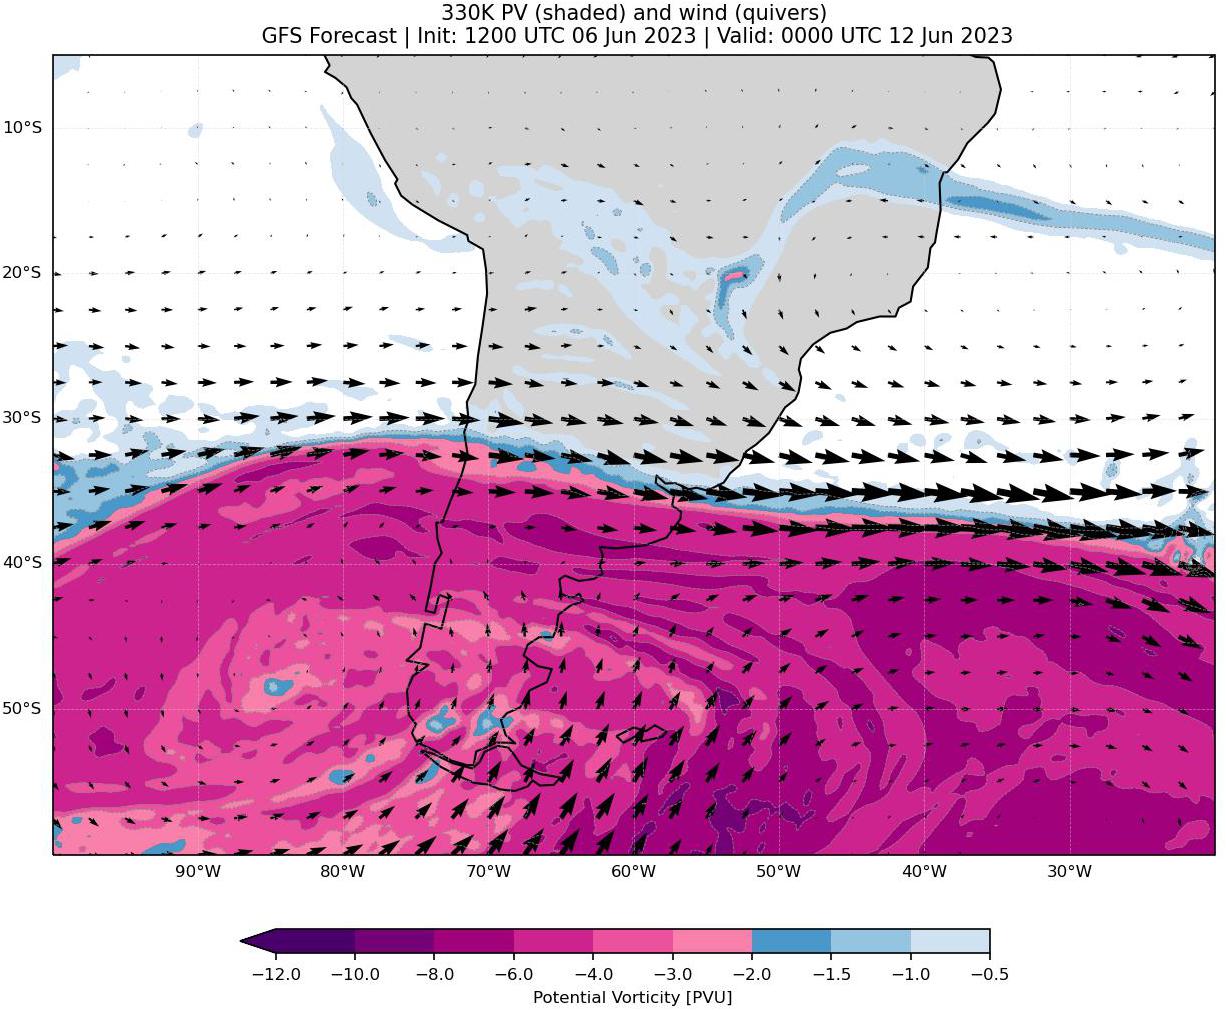 330K PV (shaded) and wind (quivers)
GFS Forecast | Init: 1200 UTC 06 Jun 2023 | Valid: 0000 UTC 12 Jun 2023
10°S
20°S
30°S
40°S
50°S
90°W 80°W 70°W 60°W 50°W 40°W 30°W
−12.0 −10.0 −8.0 −6.0 −4.0 −3.0 −2.0 −1.5 −1.0 −0.5
Potential Vorticity [PVU]